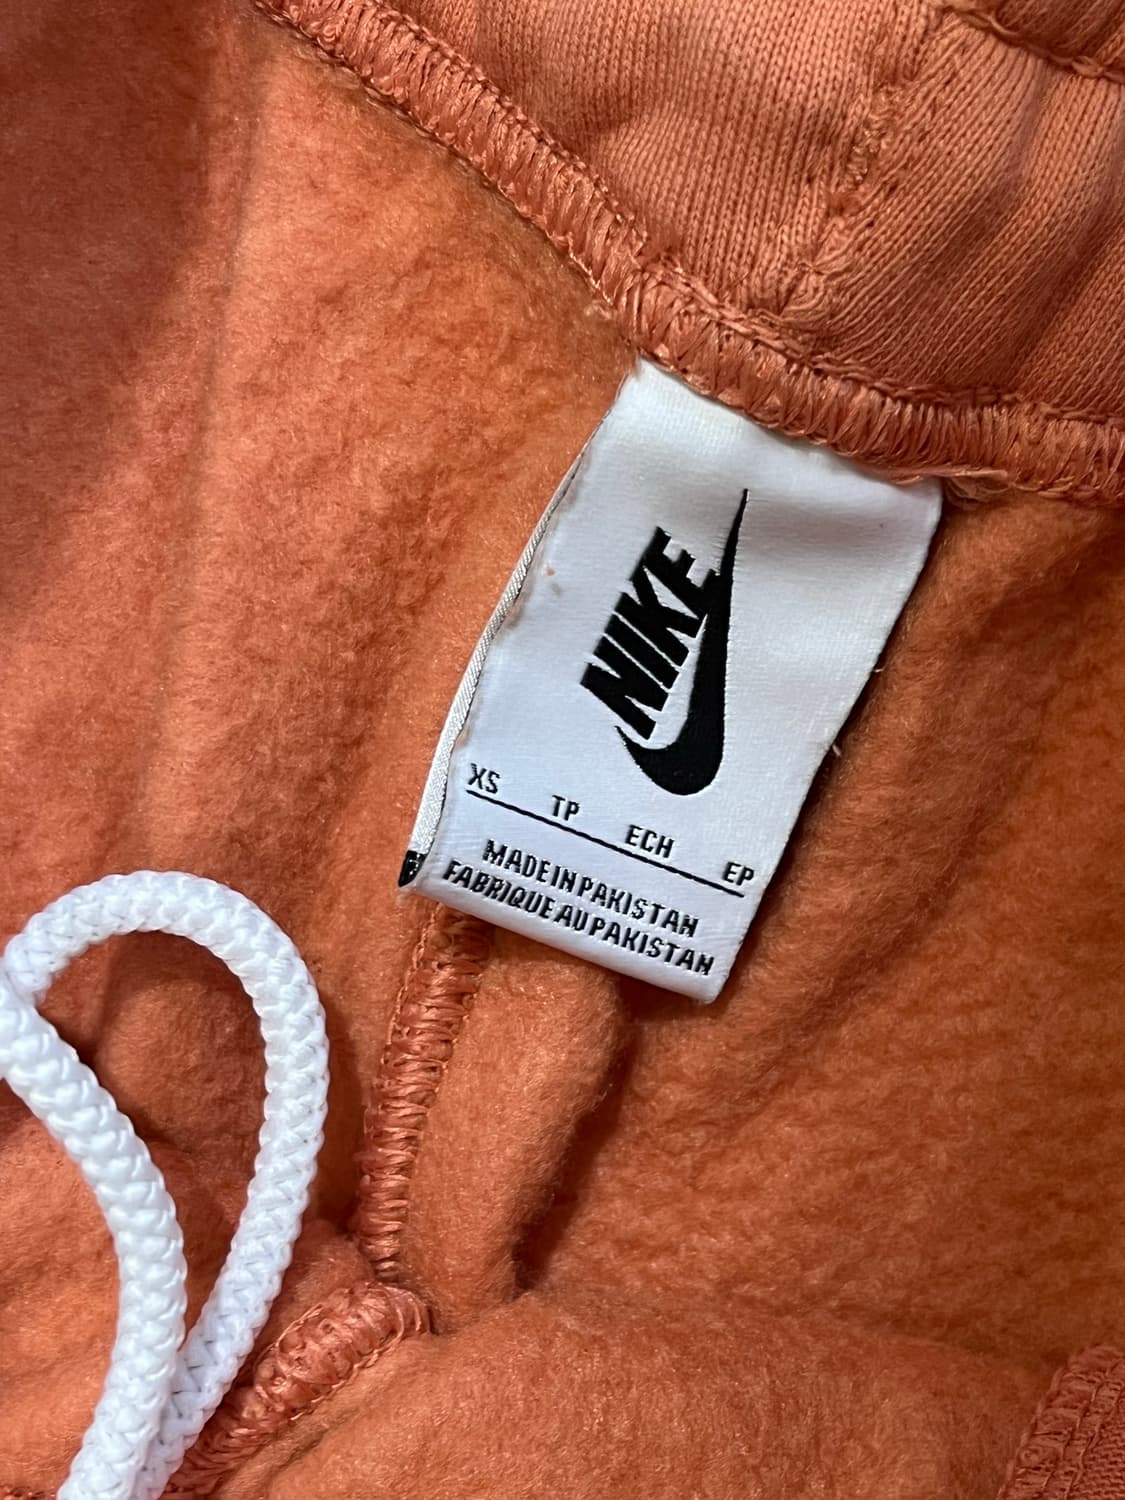 NIKE
XS TP ECH EP
MADE IN PAKISTAN
FABRIQUE AU PAKISTAN